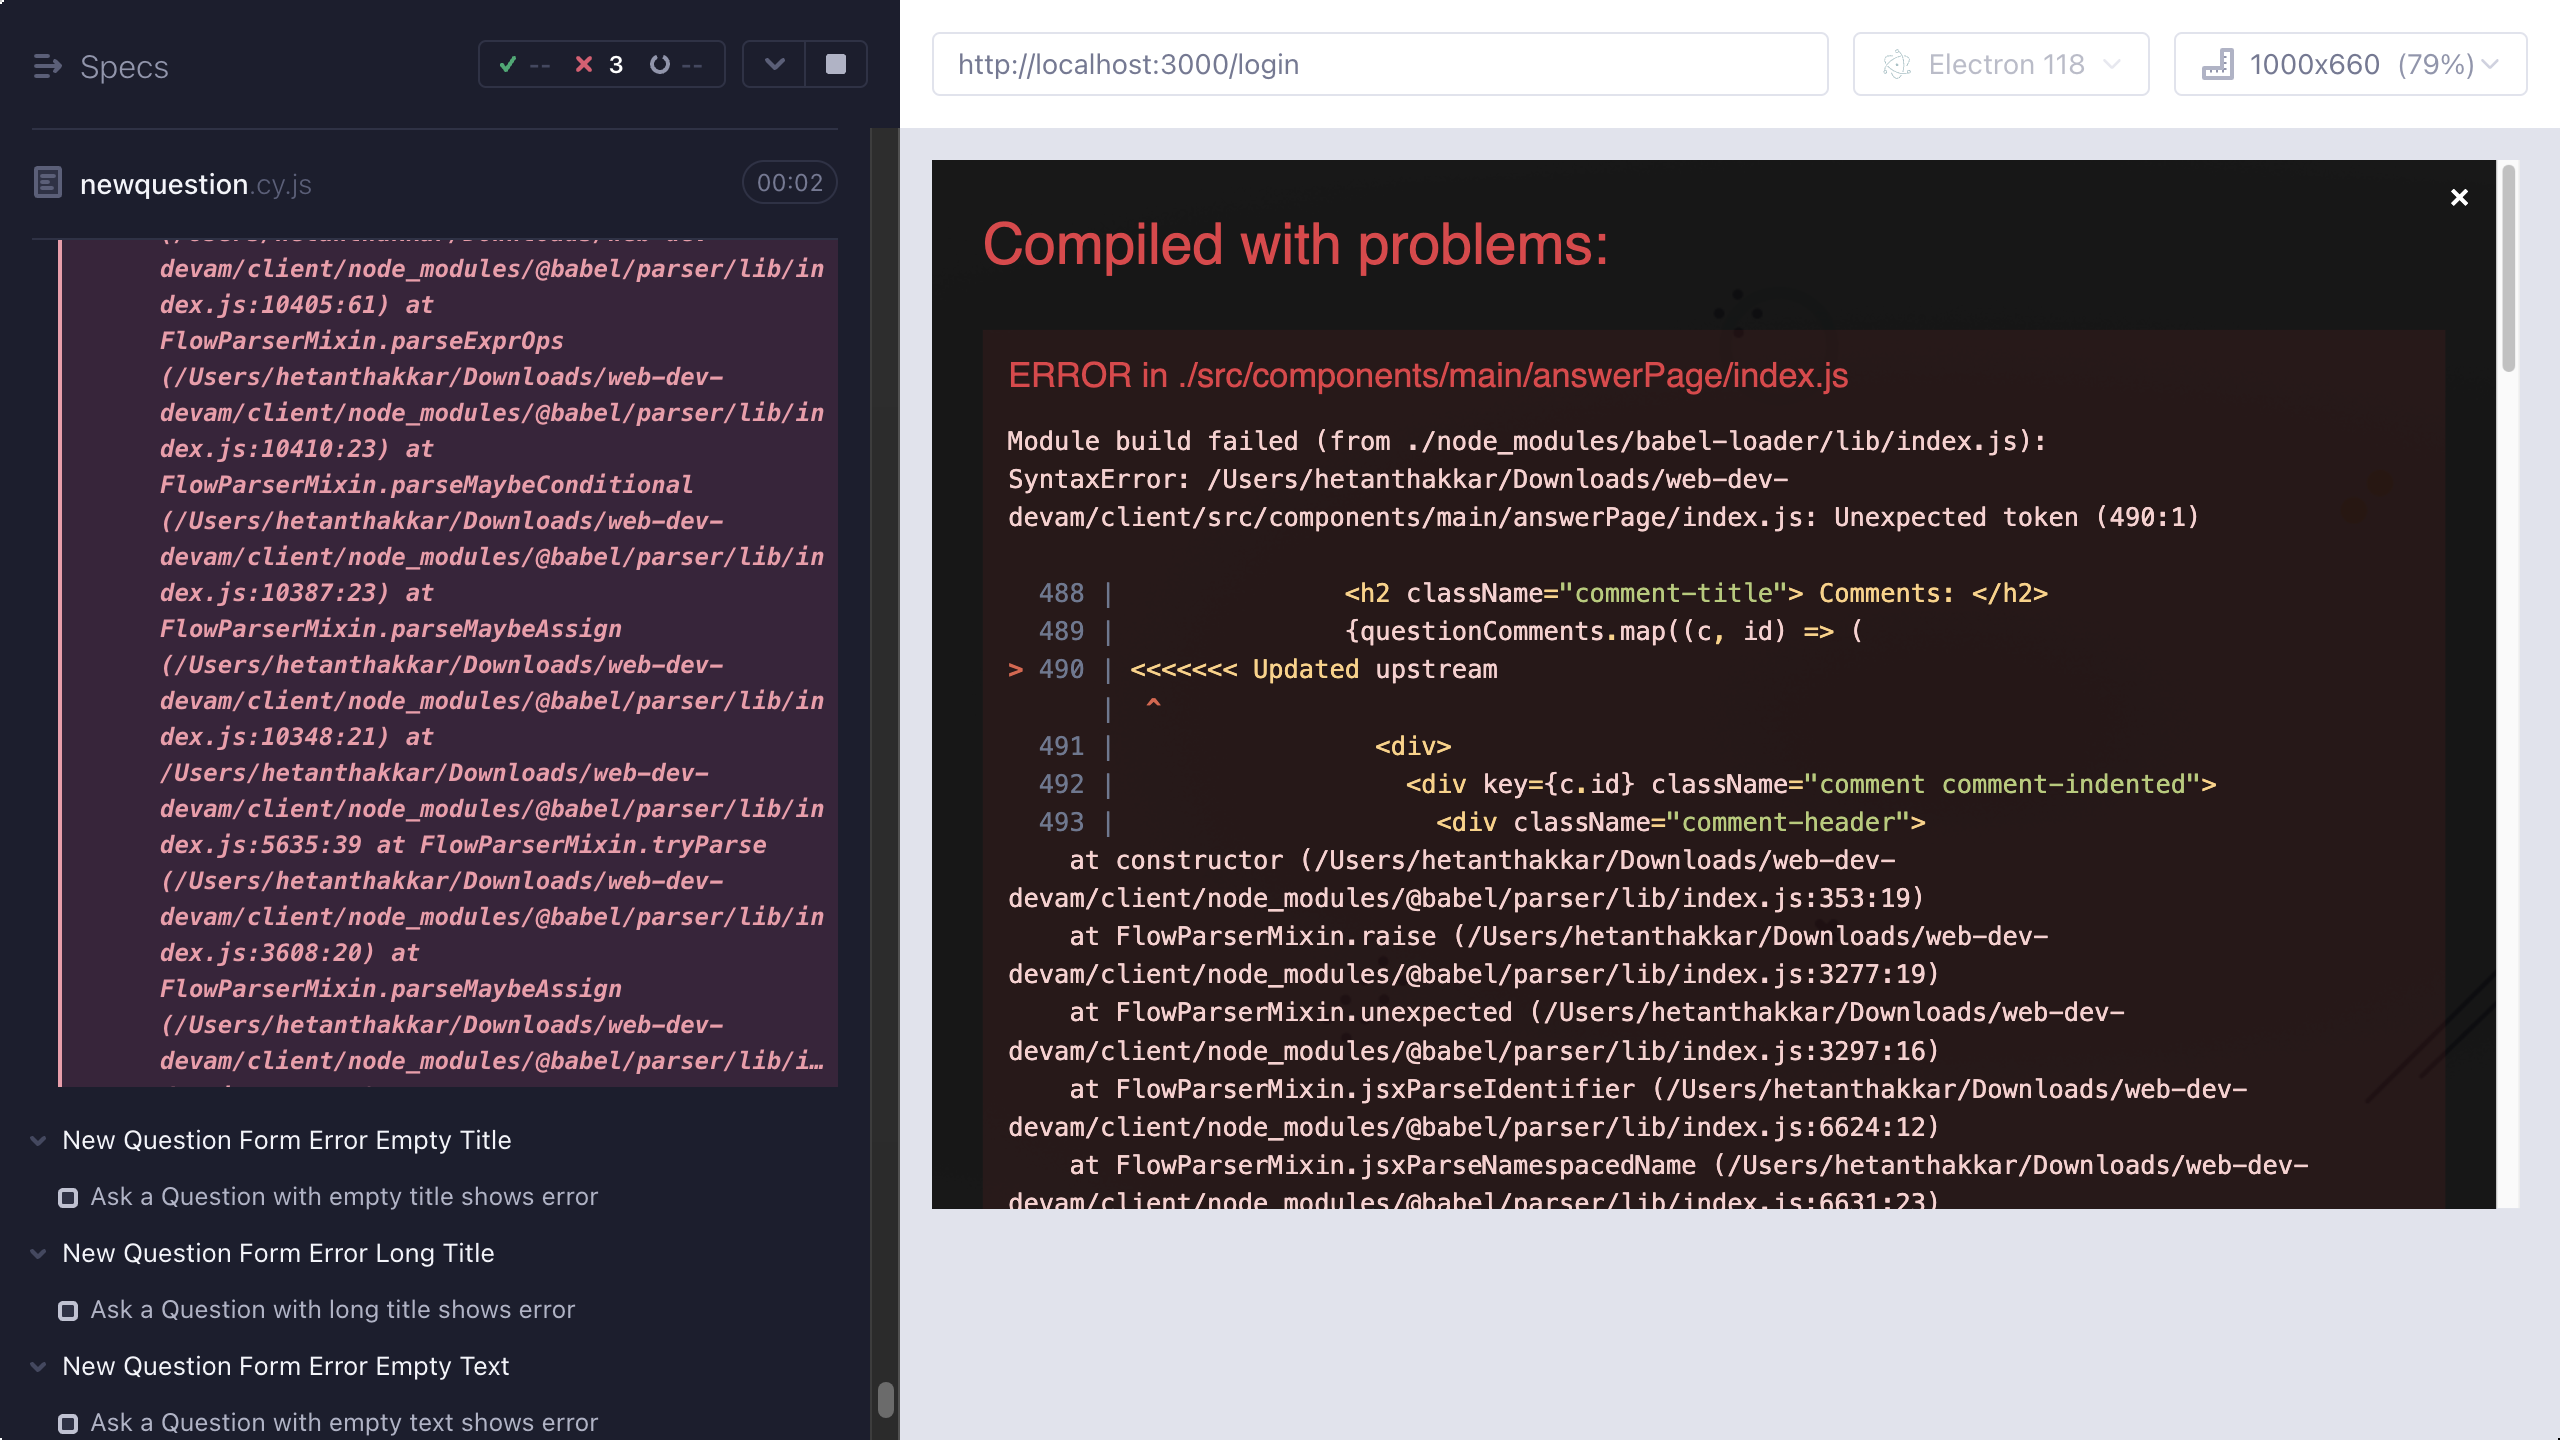 Specs
-- 3 --
newquestion.cy.js
00:02
devam/client/node_modules/@babel/parser/lib/in
dex.js:10405:61) at
FlowParserMixin.parseExprOps
(/Users/hetanthakkar/Downloads/web-dev-
devam/client/node_modules/@babel/parser/lib/in
dex.js:10410:23) at
FlowParserMixin.parseMaybeConditional
(/Users/hetanthakkar/Downloads/web-dev-
devam/client/node_modules/@babel/parser/lib/in
dex.js:10387:23) at
FlowParserMixin.parseMaybeAssign
(/Users/hetanthakkar/Downloads/web-dev-
devam/client/node_modules/@babel/parser/lib/in
dex.js:10348:21) at
/Users/hetanthakkar/Downloads/web-dev-
devam/client/node_modules/@babel/parser/lib/in
dex.js:5635:39 at FlowParserMixin.tryParse
(/Users/hetanthakkar/Downloads/web-dev-
devam/client/node_modules/@babel/parser/lib/in
dex.js:3608:20) at
FlowParserMixin.parseMaybeAssign
(/Users/hetanthakkar/Downloads/web-dev-
devam/client/node_modules/@babel/parser/lib/i…
New Question Form Error Empty Title
Ask a Question with empty title shows error
New Question Form Error Long Title
Ask a Question with long title shows error
New Question Form Error Empty Text
Ask a Question with empty text shows error
http://localhost:3000/login
Electron 118
1000x660 (79%)
Compiled with problems:
×
ERROR in ./src/components/main/answerPage/index.js
Module build failed (from ./node_modules/babel-loader/lib/index.js):
SyntaxError: /Users/hetanthakkar/Downloads/web-dev-
devam/client/src/components/main/answerPage/index.js: Unexpected token (490:1)
488 | <h2 className="comment-title"> Comments: </h2>
489 | {questionComments.map((c, id) => (
> 490 | <<<<<<< Updated upstream
| ^
491 | <div>
492 | <div key={c.id} className="comment comment-indented">
493 | <div className="comment-header">
at constructor (/Users/hetanthakkar/Downloads/web-dev-
devam/client/node_modules/@babel/parser/lib/index.js:353:19)
at FlowParserMixin.raise (/Users/hetanthakkar/Downloads/web-dev-
devam/client/node_modules/@babel/parser/lib/index.js:3277:19)
at FlowParserMixin.unexpected (/Users/hetanthakkar/Downloads/web-dev-
devam/client/node_modules/@babel/parser/lib/index.js:3297:16)
at FlowParserMixin.jsxParseIdentifier (/Users/hetanthakkar/Downloads/web-dev-
devam/client/node_modules/@babel/parser/lib/index.js:6624:12)
at FlowParserMixin.jsxParseNamespacedName (/Users/hetanthakkar/Downloads/web-dev-
devam/client/node_modules/@babel/parser/lib/index.js:6631:23)